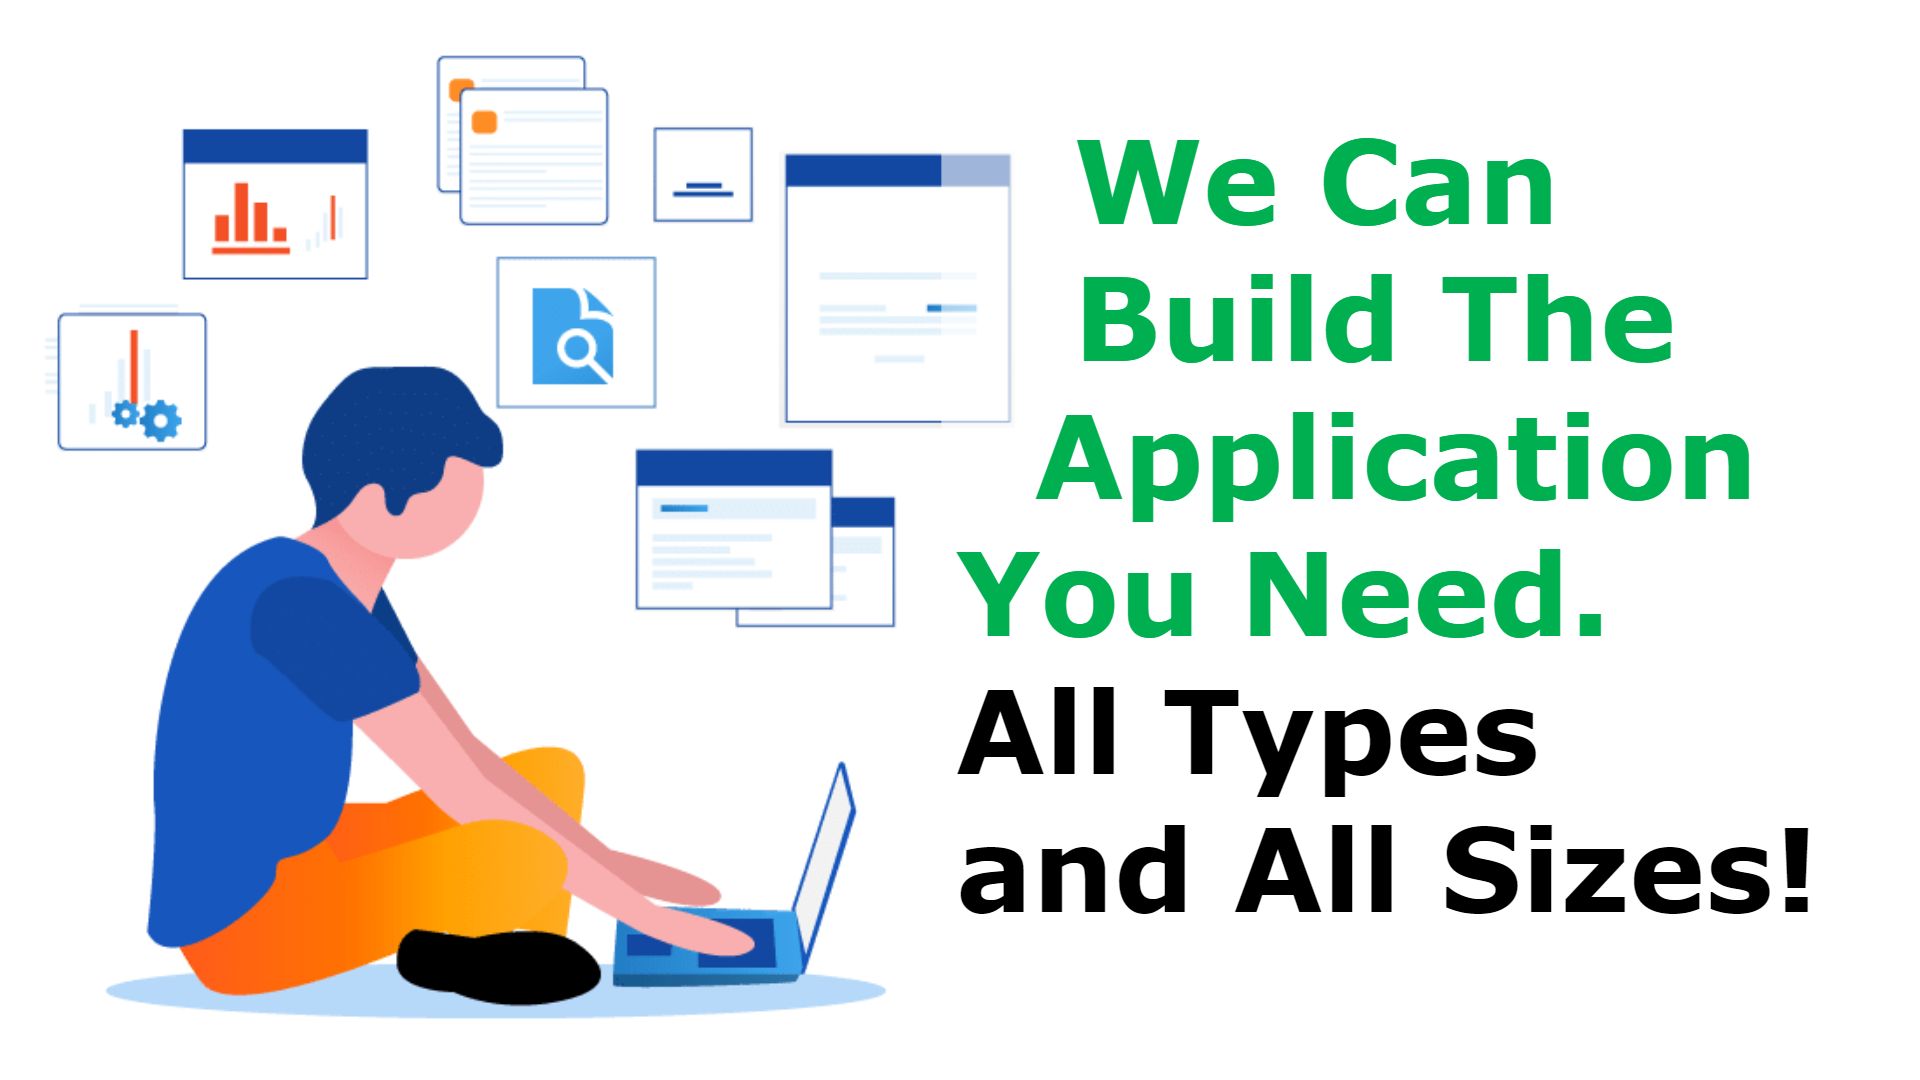 We Can
Build The
Application
You Need.
All Types
and All Sizes!